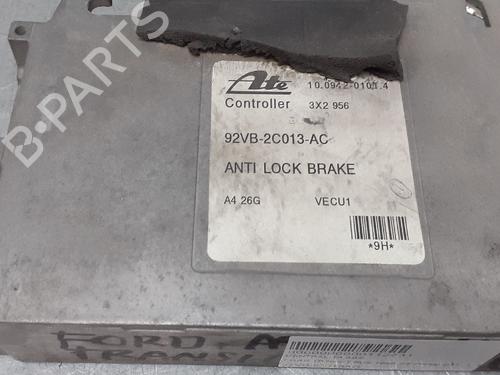 B-Parts
Ate
10.0942-0101.4
Controller 3X2 956
92VB-2C013-AC
ANTI LOCK BRAKE
A4 26G VECU1
*9H*
FORD